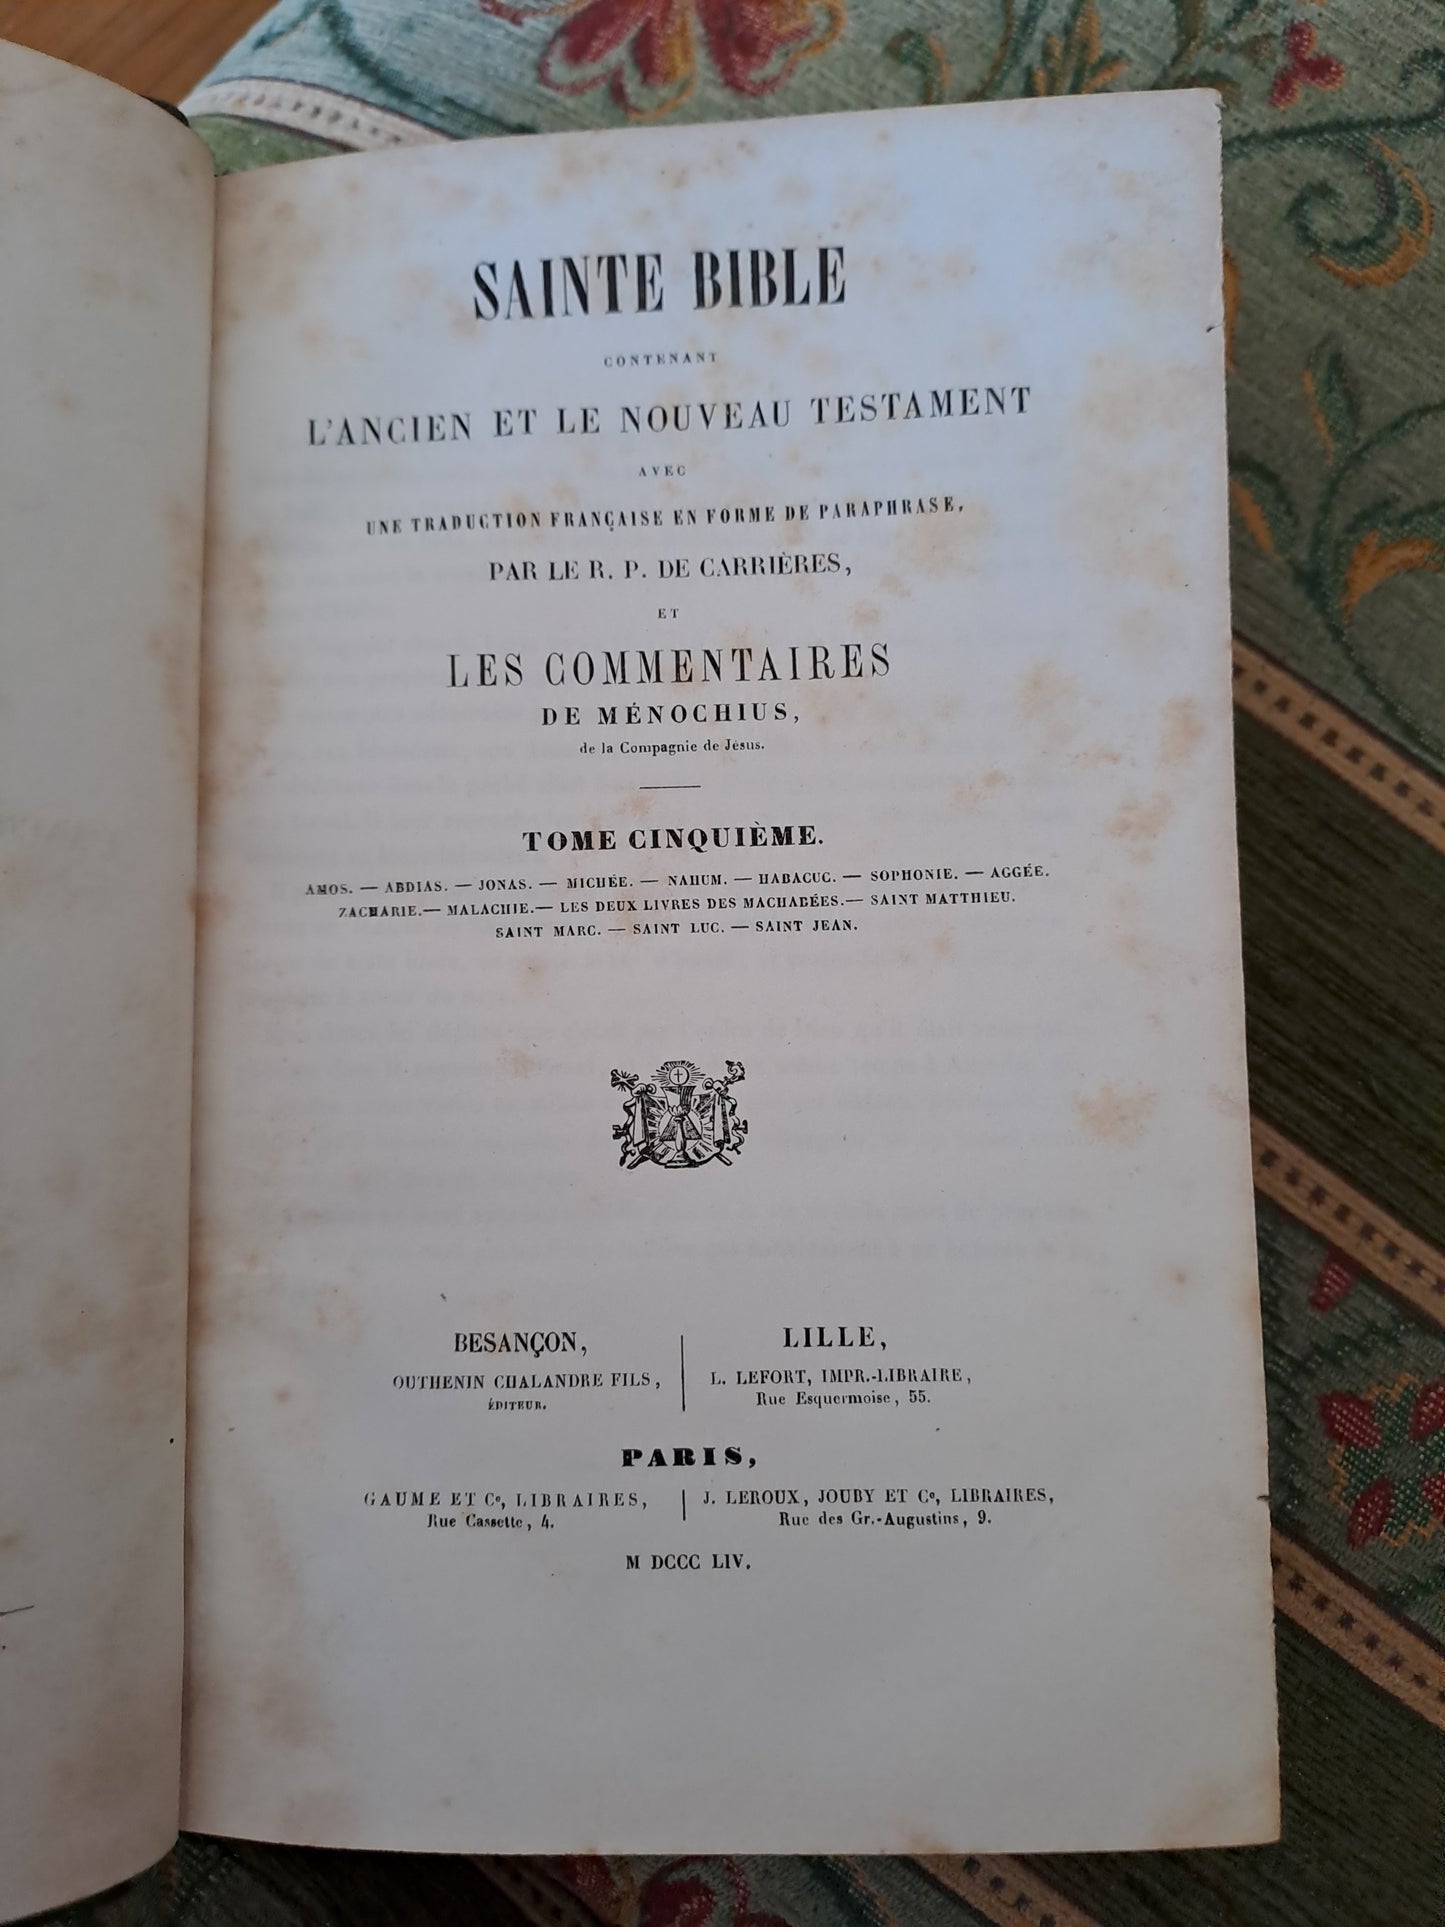 SAINTE BIBLE
CONTENANT
L'ANCIEN ET LE NOUVEAU TESTAMENT
AVEC
UNE TRADUCTION FRANÇAISE EN FORME DE PARAPHRASE,
PAR LE R. P. DE CARRIÈRES,
ET
LES COMMENTAIRES
DE MÉNOCHIUS,
de la Compagnie de Jésus.
TOME CINQUIÈME.
AMOS. — ABDIAS. — JONAS. — MICHÉE. — NAHUM. — HABACUC. — SOPHONIE. — AGGÉE.
ZACHARIE.— MALACHIE.— LES DEUX LIVRES DES MACHABÉES.— SAINT MATTHIEU.
SAINT MARC. — SAINT LUC. — SAINT JEAN.
BESANÇON,
OUTHENIN CHALANDRE FILS,
ÉDITEUR.
LILLE,
L. LEFORT, IMPR.-LIBRAIRE,
Rue Esquermoise, 55.
PARIS,
GAUME ET Cᵉ, LIBRAIRES,
Rue Cassette, 4.
J. LEROUX, JOUBY ET Cᵉ, LIBRAIRES,
Rue des Gr.-Augustins, 9.
M DCCC LIV.